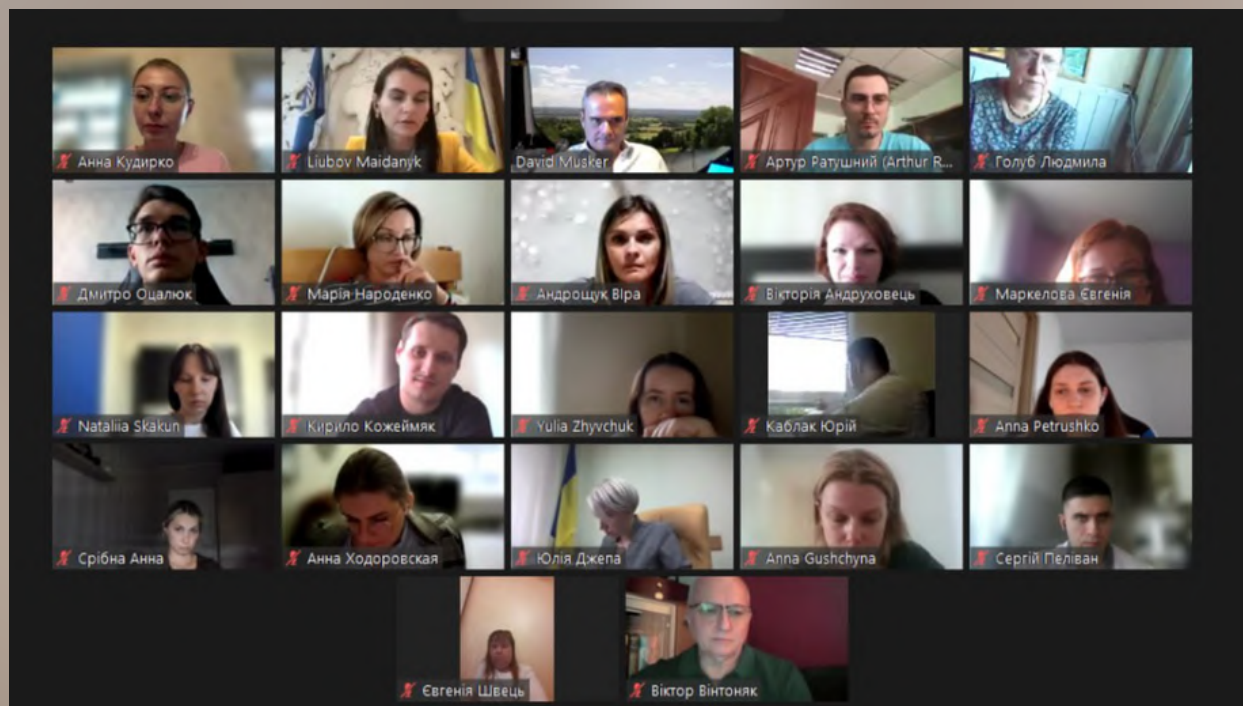 Анна Кудирко
Liubov Maidanyk
David Musker
Артур Ратушний (Arthur R...
Голуб Людмила
Дмитро Оцалюк
Марія Народенко
Андрощук ВІра
Вікторія Андруховець
Маркелова Євгенія
Nataliia Skakun
Кирило Кожеймяк
Yulia Zhyvchuk
Каблак Юрій
Anna Petrushko
Срібна Анна
Анна Ходоровская
Юлія Джепа
Anna Gushchyna
Сергій Пеліван
Євгенія Швець
Віктор Вінтоняк